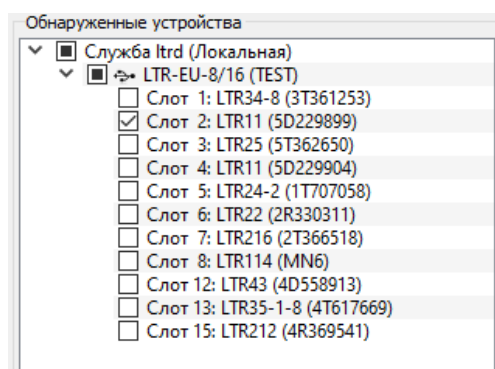 Обнаруженные устройства
Служба ltrd (Локальная)
LTR-EU-8/16 (TEST)
Слот 1: LTR34-8 (3T361253)
Слот 2: LTR11 (5D229899)
Слот 3: LTR25 (5T362650)
Слот 4: LTR11 (5D229904)
Слот 5: LTR24-2 (1T707058)
Слот 6: LTR22 (2R330311)
Слот 7: LTR216 (2T366518)
Слот 8: LTR114 (MN6)
Слот 12: LTR43 (4D558913)
Слот 13: LTR35-1-8 (4T617669)
Слот 15: LTR212 (4R369541)